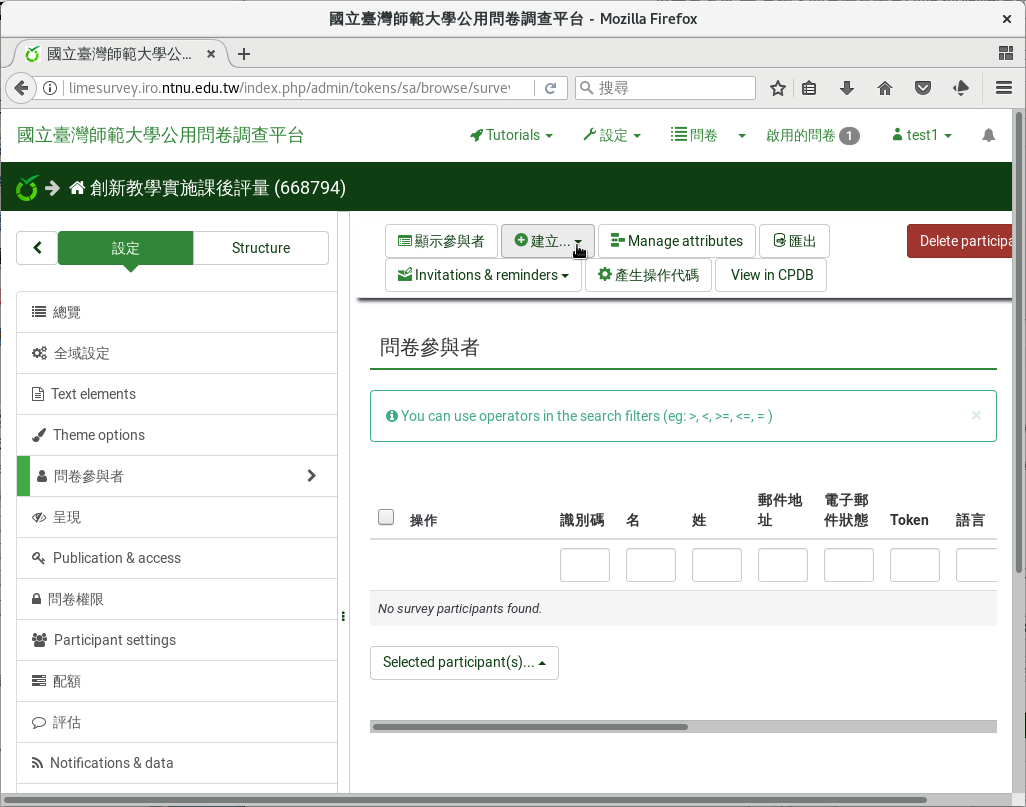 國立臺灣師範大學公用問卷調查平台 - Mozilla Firefox
國立臺灣師範大學公...
limesurvey.iro.ntnu.edu.tw/index.php/admin/tokens/sa/browse/surve
搜尋
國立臺灣師範大學公用問卷調查平台
Tutorials
設定
問卷
啟用的問卷 1
test1
創新教學實施課後評量 (668794)
設定
Structure
顯示參與者
建立...
Manage attributes
匯出
Delete participa
Invitations & reminders
產生操作代碼
View in CPDB
總覽
全域設定
Text elements
Theme options
問卷參與者
呈現
Publication & access
問卷權限
Participant settings
配額
評估
Notifications & data
問卷參與者
You can use operators in the search filters (eg: >, <, >=, <=, = )
操作
識別碼
名
姓
郵件地
址
電子郵
件狀態
Token
語言
No survey participants found.
Selected participant(s)...